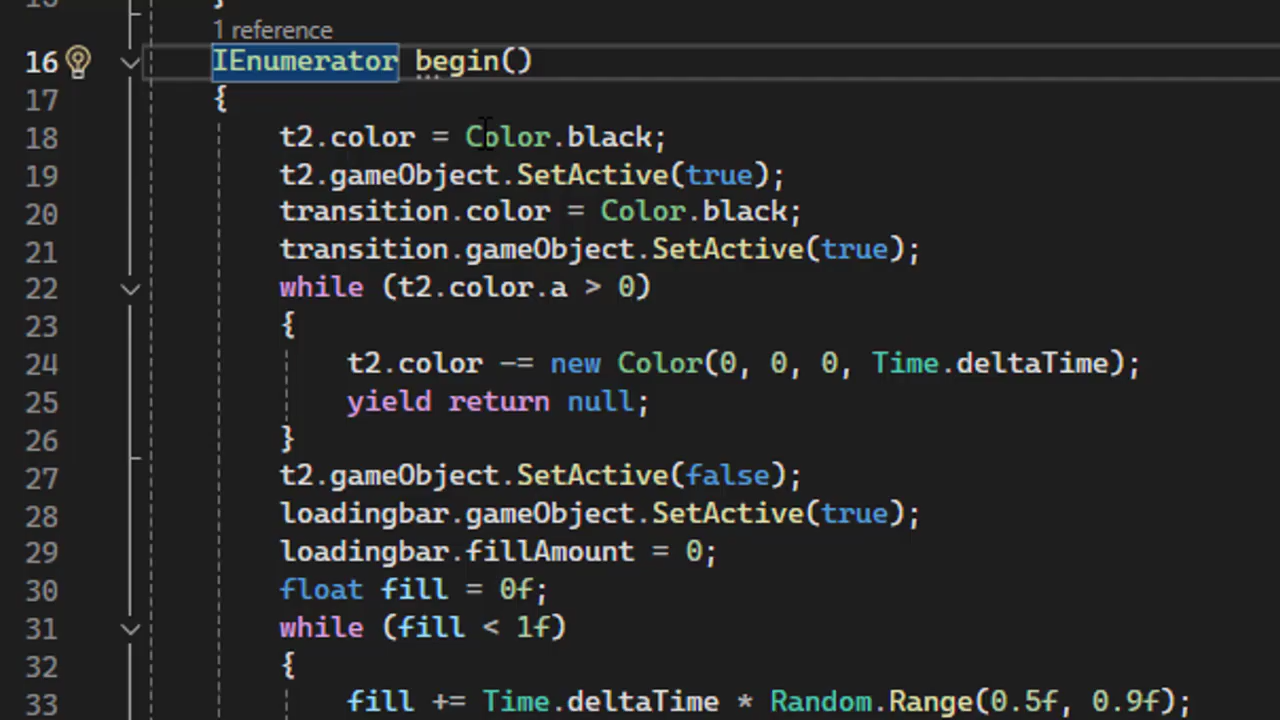 1 reference
16 IEnumerator begin()
17 {
18 t2.color = Color.black;
19 t2.gameObject.SetActive(true);
20 transition.color = Color.black;
21 transition.gameObject.SetActive(true);
22 while (t2.color.a > 0)
23 {
24 t2.color -= new Color(0, 0, 0, Time.deltaTime);
25 yield return null;
26 }
27 t2.gameObject.SetActive(false);
28 loadingbar.gameObject.SetActive(true);
29 loadingbar.fillAmount = 0;
30 float fill = 0f;
31 while (fill < 1f)
32 {
33 fill += Time.deltaTime * Random.Range(0.5f, 0.9f);